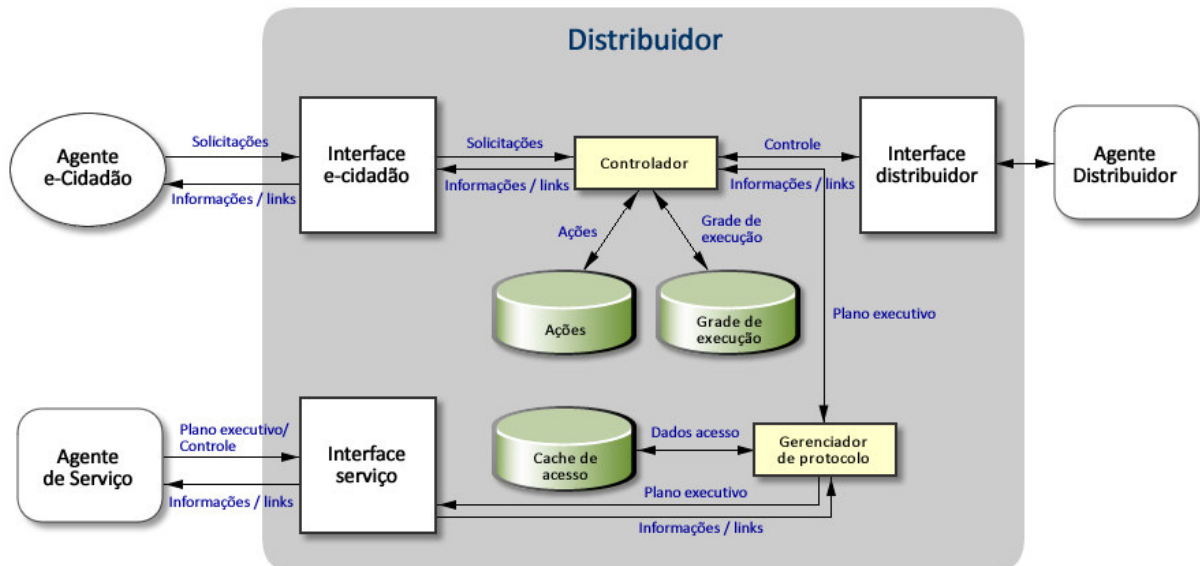 Distribuidor
Agente
e-Cidadão
Solicitações
Informações / links
Interface
e-cidadão
Solicitações
Informações / links
Controlador
Controle
Informações / links
Interface
distribuidor
Agente
Distribuidor
Ações
Grade de
execução
Ações
Grade de
execução
Plano executivo
Agente
de Serviço
Plano executivo/
Controle
Informações / links
Interface
serviço
Cache de
acesso
Dados acesso
Gerenciador
de protocolo
Plano executivo
Informações / links